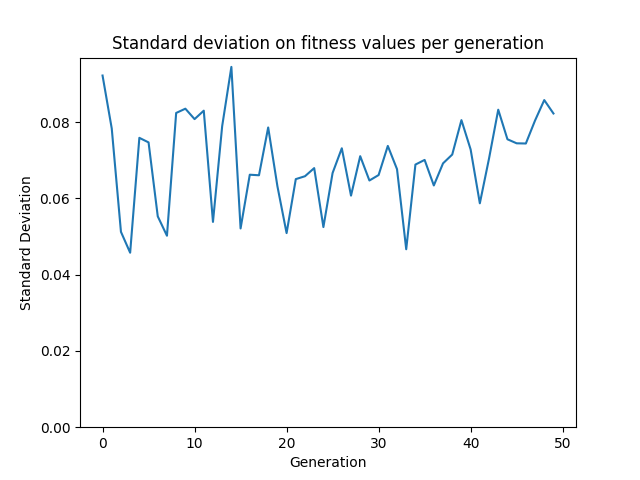 Standard deviation on fitness values per generation
Standard Deviation
0.08
0.06
0.04
0.02
0.00
0 10 20 30 40 50
Generation